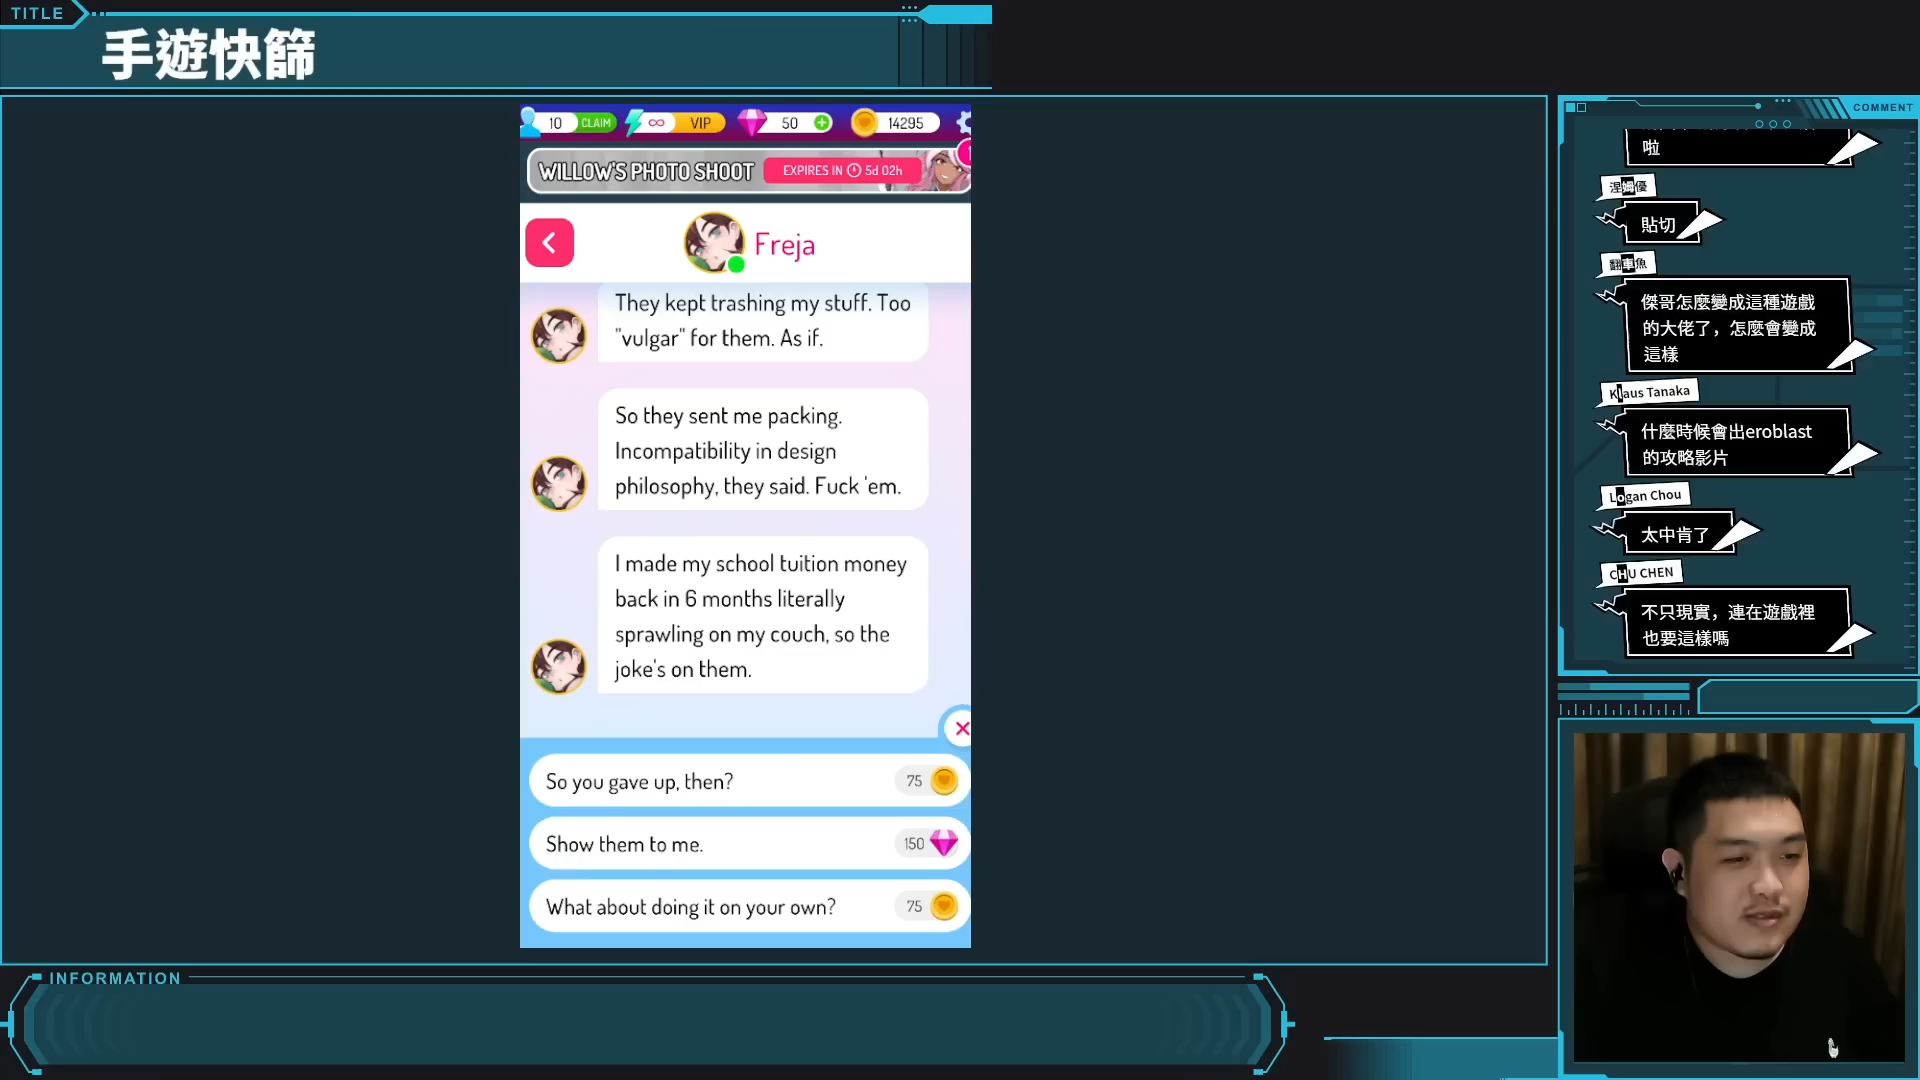 TITLE
手遊快篩
10
CLAIM
∞
VIP
50
14295
WILLOW'S PHOTO SHOOT
EXPIRES IN 5d 02h
Freja
They kept trashing my stuff. Too
"vulgar" for them. As if.
So they sent me packing.
Incompatibility in design
philosophy, they said. Fuck 'em.
I made my school tuition money
back in 6 months literally
sprawling on my couch, so the
joke's on them.
So you gave up, then?
75
Show them to me.
150
What about doing it on your own?
75
INFORMATION
COMMENT
啦
涅姆優
貼切
翻車魚
傑哥怎麼變成這種遊戲
的大佬了，怎麼會變成
這樣
Klaus Tanaka
什麼時候會出eroblast
的攻略影片
Logan Chou
太中肯了
CHU CHEN
不只現實，連在遊戲裡
也要這樣嗎